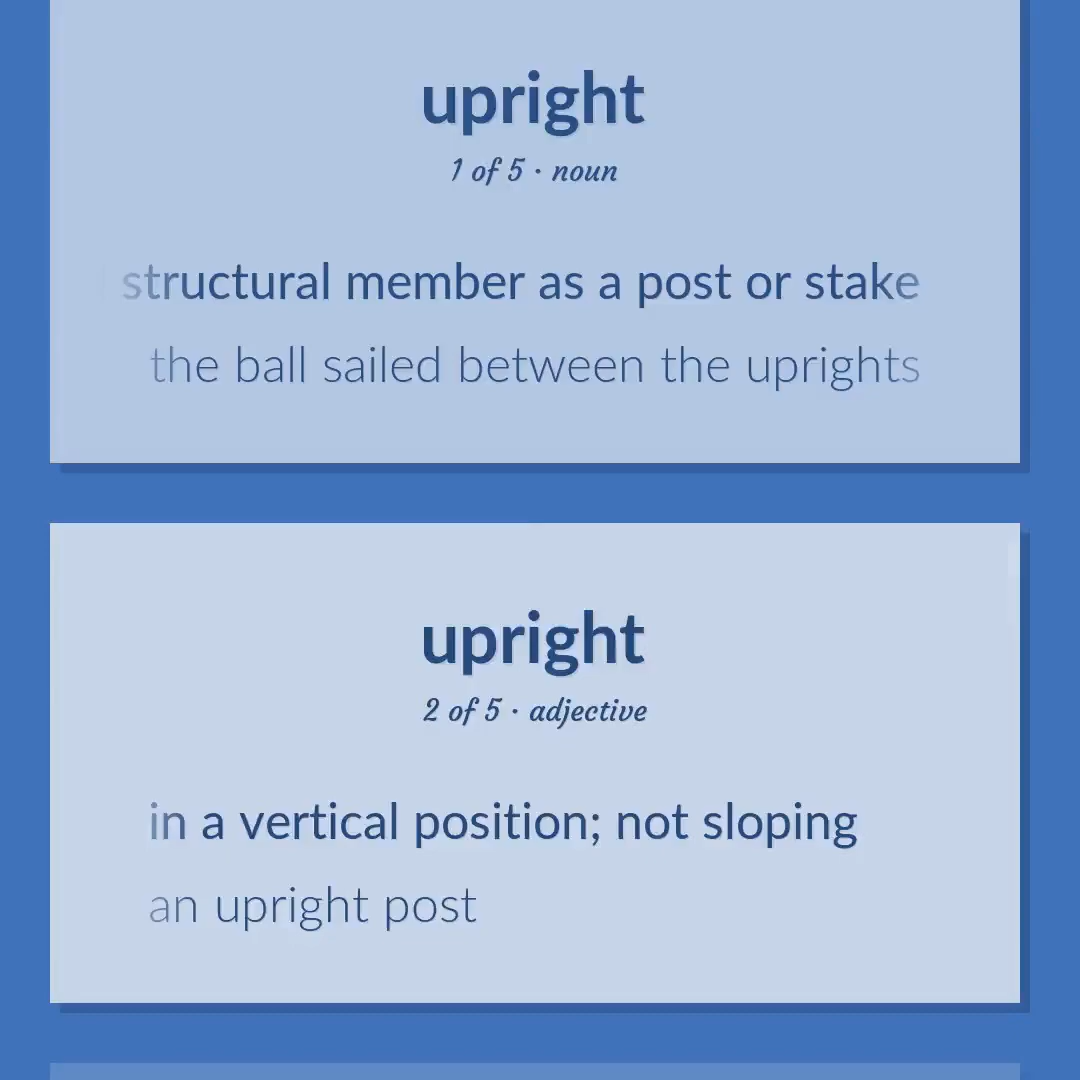 upright
1 of 5 · noun
structural member as a post or stake
the ball sailed between the uprights
upright
2 of 5 · adjective
in a vertical position; not sloping
an upright post